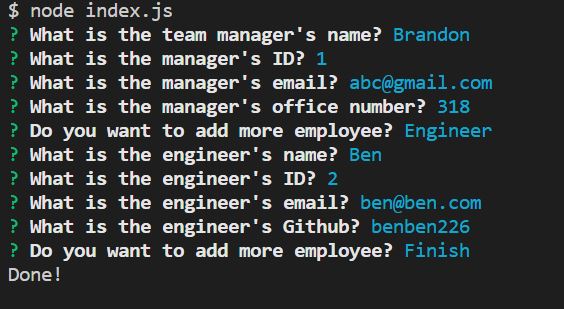 $ node index.js
? What is the team manager's name? Brandon
? What is the manager's ID? 1
? What is the manager's email? abc@gmail.com
? What is the manager's office number? 318
? Do you want to add more employee? Engineer
? What is the engineer's name? Ben
? What is the engineer's ID? 2
? What is the engineer's email? ben@ben.com
? What is the engineer's Github? benben226
? Do you want to add more employee? Finish
Done!